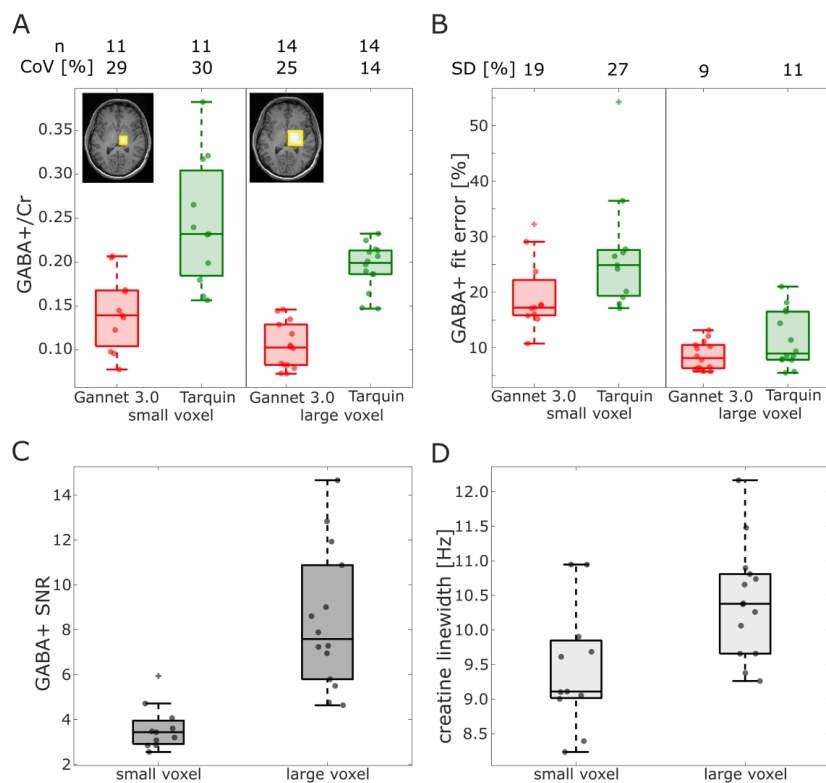 A
n 11 11 14 14
CoV [%] 29 30 25 14
GABA+/Cr
0.35
0.30
0.25
0.20
0.15
0.10
Gannet 3.0 Tarquin Gannet 3.0 Tarquin
small voxel large voxel
B
SD [%] 19 27 9 11
GABA+ fit error [%]
50
40
30
20
10
Gannet 3.0 Tarquin Gannet 3.0 Tarquin
small voxel large voxel
C
GABA+ SNR
14
12
10
8
6
4
2
small voxel large voxel
D
creatine linewidth [Hz]
12.0
11.5
11.0
10.5
10.0
9.5
9.0
8.5
small voxel large voxel